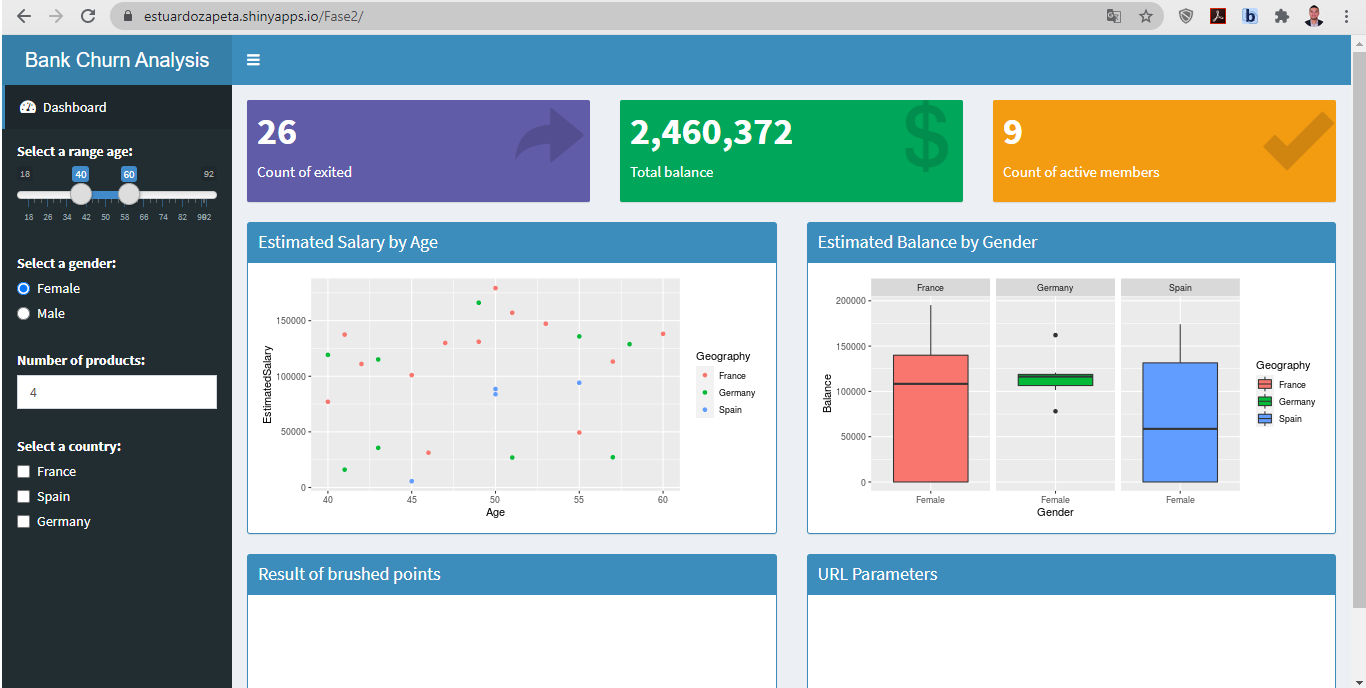 estuardozapeta.shinyapps.io/Fase2/
Bank Churn Analysis
Dashboard
Select a range age:
18 40 60 92
18 26 34 42 50 58 66 74 82 9092
Select a gender:
Female
Male
Number of products:
4
Select a country:
France
Spain
Germany
26
Count of exited
2,460,372
Total balance
$
9
Count of active members
Estimated Salary by Age
EstimatedSalary
150000
100000
50000
0
40 45 50 55 60
Age
Geography
France
Germany
Spain
Estimated Balance by Gender
France Germany Spain
Balance
200000
150000
100000
50000
0
Female Female Female
Gender
Geography
France
Germany
Spain
Result of brushed points
URL Parameters